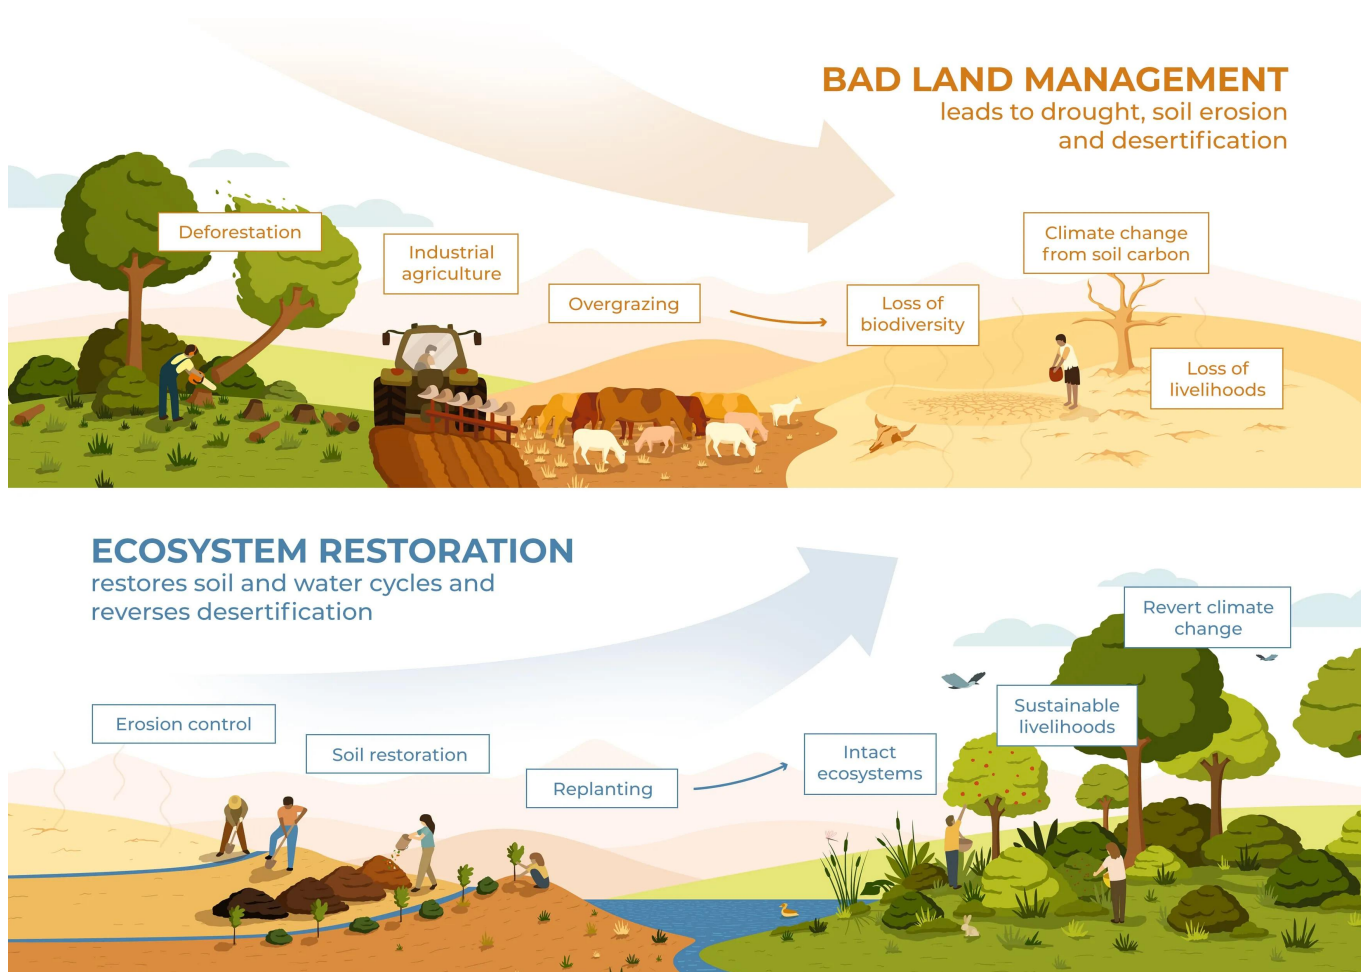 BAD LAND MANAGEMENT
leads to drought, soil erosion
and desertification
Deforestation
Industrial
agriculture
Overgrazing
Loss of
biodiversity
Climate change
from soil carbon
Loss of
livelihoods
ECOSYSTEM RESTORATION
restores soil and water cycles and
reverses desertification
Erosion control
Soil restoration
Replanting
Intact
ecosystems
Sustainable
livelihoods
Revert climate
change